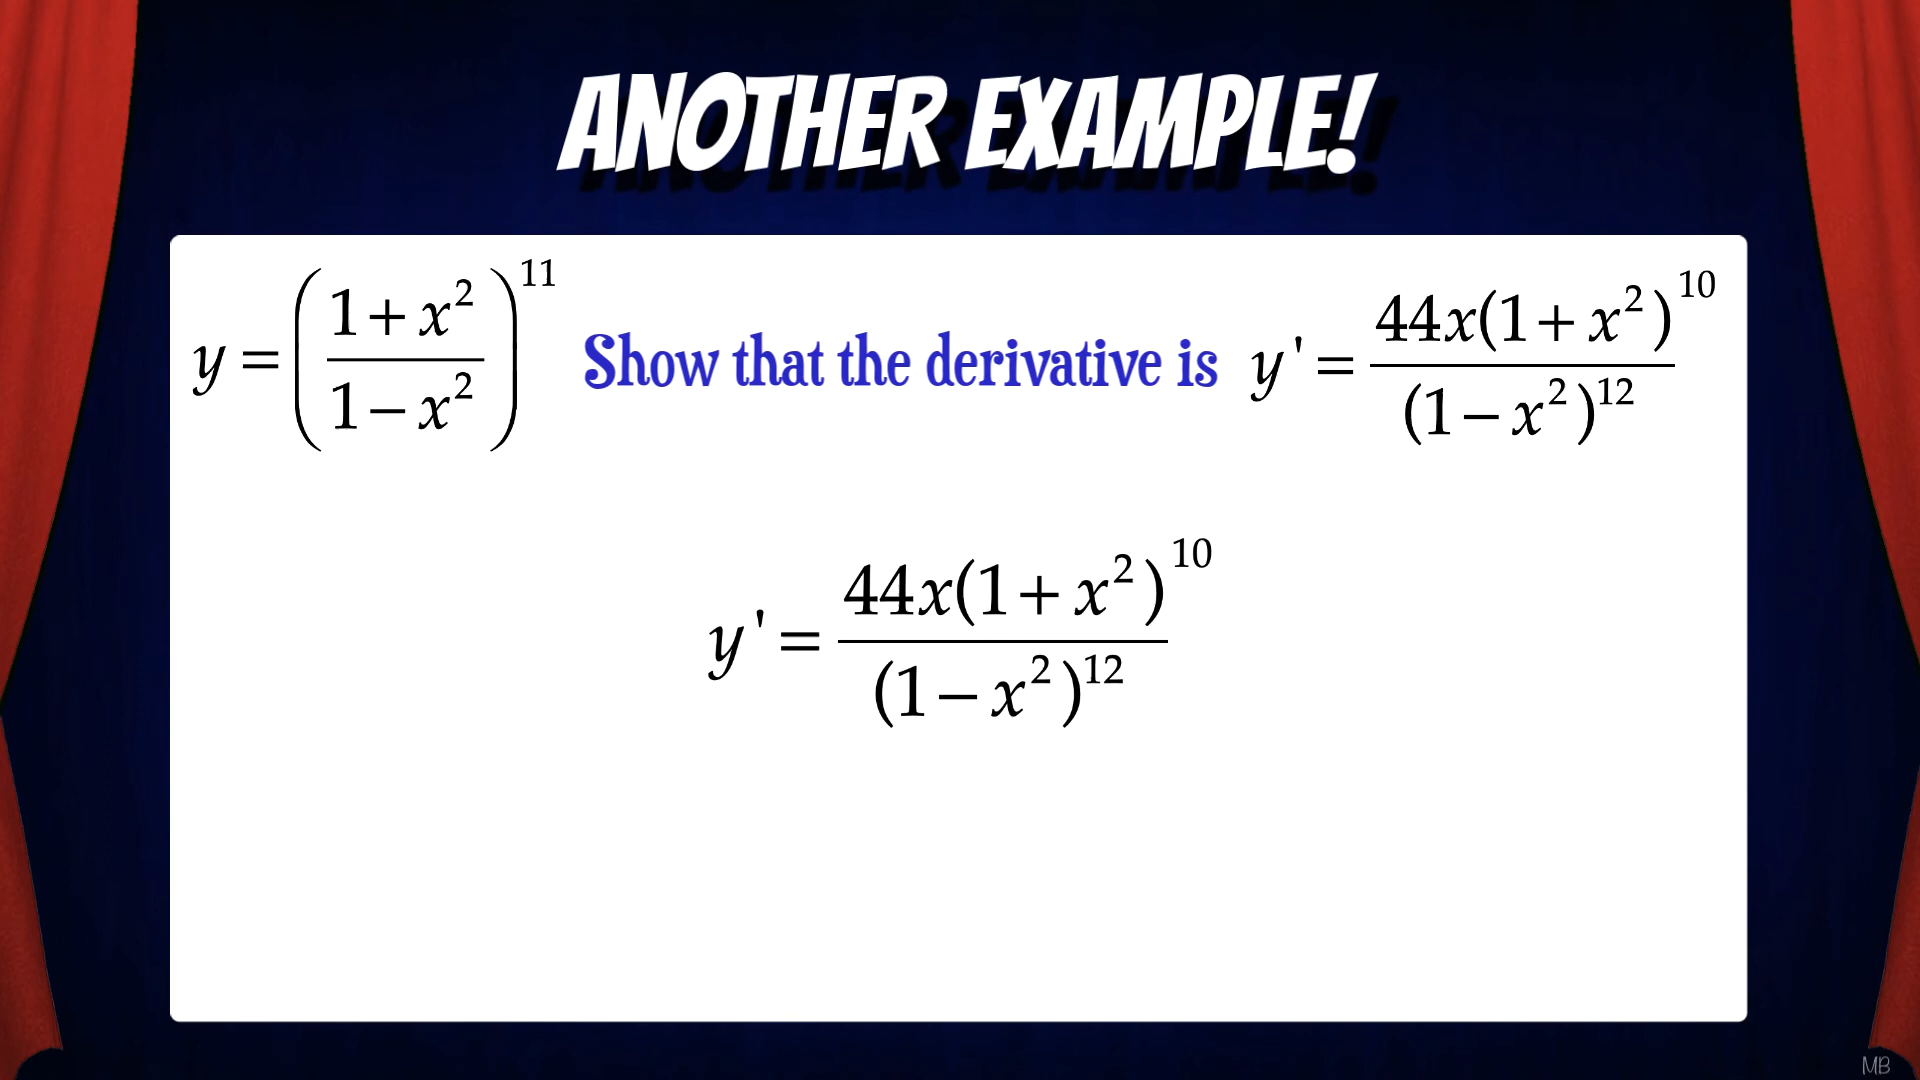 ANOTHER EXAMPLE!
y = ((1 + x²)/(1 − x²))¹¹ Show that the derivative is y' = 44x(1 + x²)¹⁰/(1 − x²)¹²
y' = 44x(1 + x²)¹⁰/(1 − x²)¹²
MB